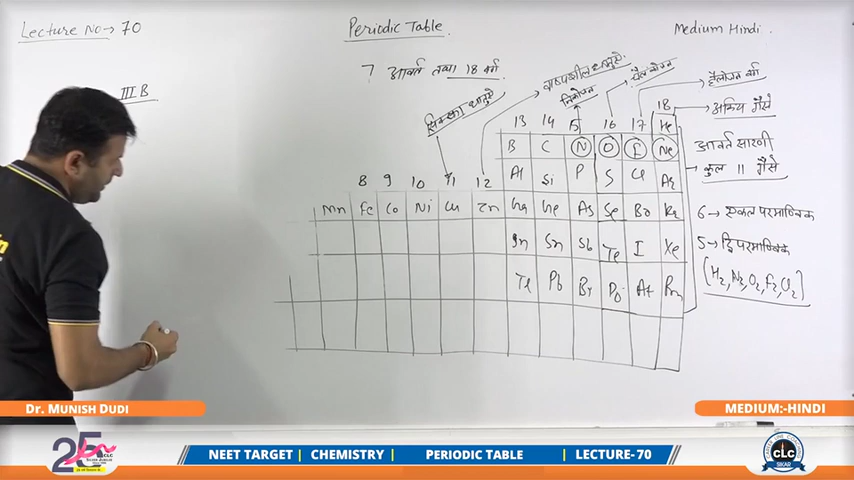 Lecture No → 70
Periodic Table
Medium Hindi.
7 आवर्त तथा 18 वर्ग
III B
सिक्का धातुएँ
वाष्पशील धातुएँ
निकोजन
चैल्कोजन
हैलोजन वर्ग
अक्रिय गैसें
8 9 10 11 12 13 14 15 16 17 18
He
B C N O F Ne
Al Si P S Cl Ar
Mn Fe Co Ni Cu Zn Ga Ge As Se Br Kr
In Sn Sb Te I Xe
Tl Pb Bi Po At Rn
आवर्त सारणी
कुल 11 गैसें
6 → एकल परमाण्विक
5 → द्विपरमाण्विक
(H2, N2, O2, F2, Cl2)
DR. MUNISH DUDI
MEDIUM:-HINDI
25
CLC
NEET TARGET | CHEMISTRY | PERIODIC TABLE | LECTURE- 70
CLC
SIKAR